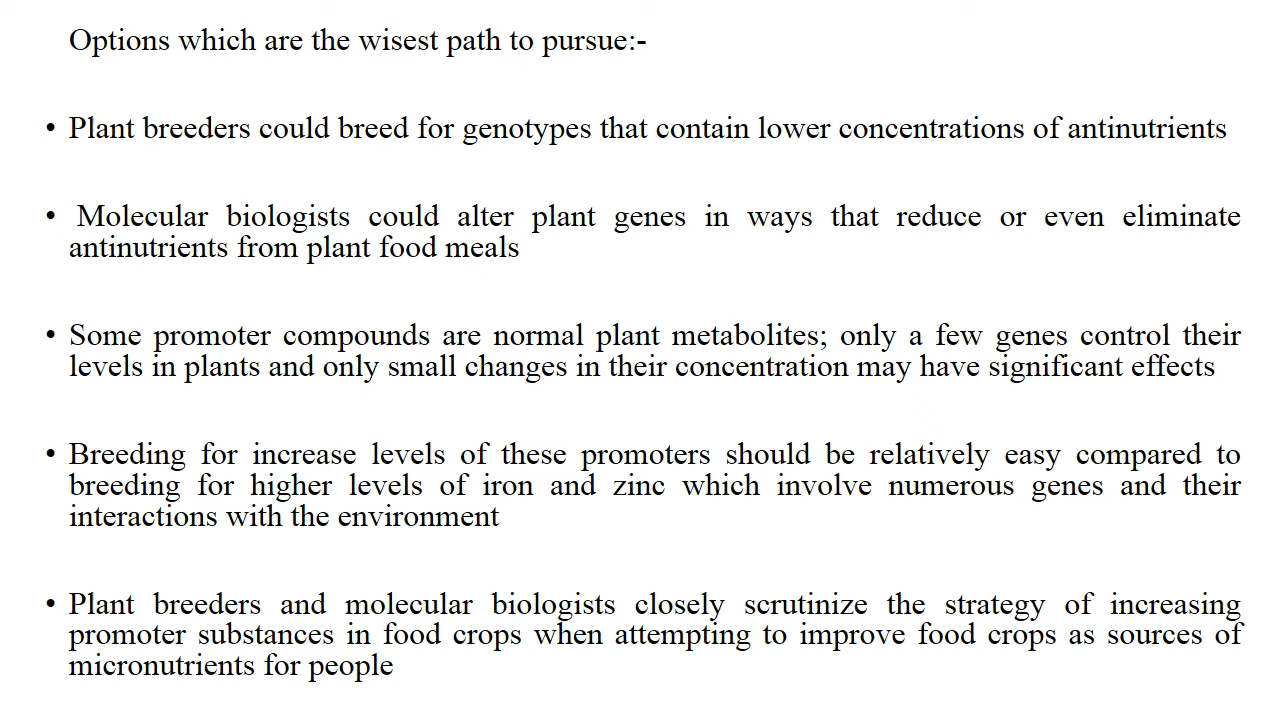 Options which are the wisest path to pursue:-
• Plant breeders could breed for genotypes that contain lower concentrations of antinutrients
• Molecular biologists could alter plant genes in ways that reduce or even eliminate
antinutrients from plant food meals
• Some promoter compounds are normal plant metabolites; only a few genes control their
levels in plants and only small changes in their concentration may have significant effects
• Breeding for increase levels of these promoters should be relatively easy compared to
breeding for higher levels of iron and zinc which involve numerous genes and their
interactions with the environment
• Plant breeders and molecular biologists closely scrutinize the strategy of increasing
promoter substances in food crops when attempting to improve food crops as sources of
micronutrients for people